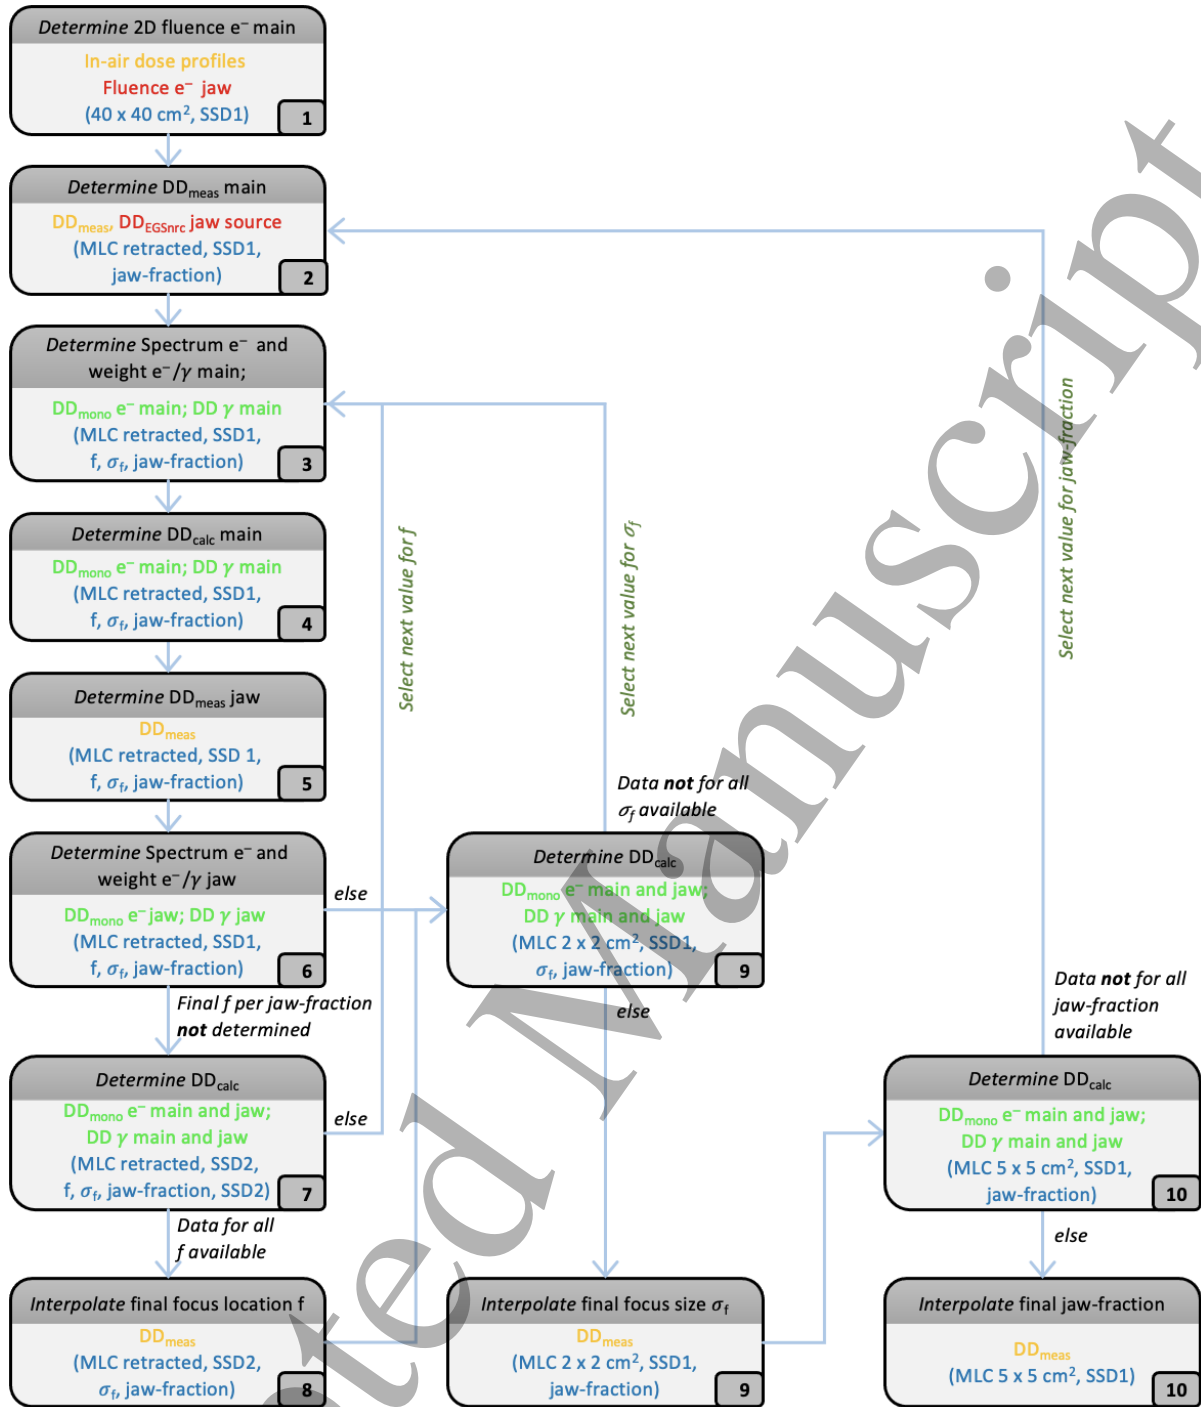 Determine 2D fluence e⁻ main
In-air dose profiles
Fluence e⁻ jaw
(40 x 40 cm², SSD1)
1
Determine DDmeas main
DDmeas, DDEGSnrc jaw source
(MLC retracted, SSD1,
jaw-fraction)
2
Determine Spectrum e⁻ and
weight e⁻/γ main;
DDmono e⁻ main; DD γ main
(MLC retracted, SSD1,
f, σf, jaw-fraction)
3
Determine DDcalc main
DDmono e⁻ main; DD γ main
(MLC retracted, SSD1,
f, σf, jaw-fraction)
4
Determine DDmeas jaw
DDmeas
(MLC retracted, SSD 1,
f, σf, jaw-fraction)
5
Determine Spectrum e⁻ and
weight e⁻/γ jaw
DDmono e⁻ jaw; DD γ jaw
(MLC retracted, SSD1,
f, σf, jaw-fraction)
6
else
Final f per jaw-fraction
not determined
Determine DDcalc
DDmono e⁻ main and jaw;
DD γ main and jaw
(MLC retracted, SSD2,
f, σf, jaw-fraction, SSD2)
7
else
Data for all
f available
Interpolate final focus location f
DDmeas
(MLC retracted, SSD2,
σf, jaw-fraction)
8
Select next value for f
Select next value for σf
Data not for all
σf available
Determine DDcalc
DDmono e⁻ main and jaw;
DD γ main and jaw
(MLC 2 x 2 cm², SSD1,
σf, jaw-fraction)
9
else
Interpolate final focus size σf
DDmeas
(MLC 2 x 2 cm², SSD1,
jaw-fraction)
9
Select next value for jaw-fraction
Data not for all
jaw-fraction
available
Determine DDcalc
DDmono e⁻ main and jaw;
DD γ main and jaw
(MLC 5 x 5 cm², SSD1,
jaw-fraction)
10
else
Interpolate final jaw-fraction
DDmeas
(MLC 5 x 5 cm², SSD1)
10
ted Manuscript